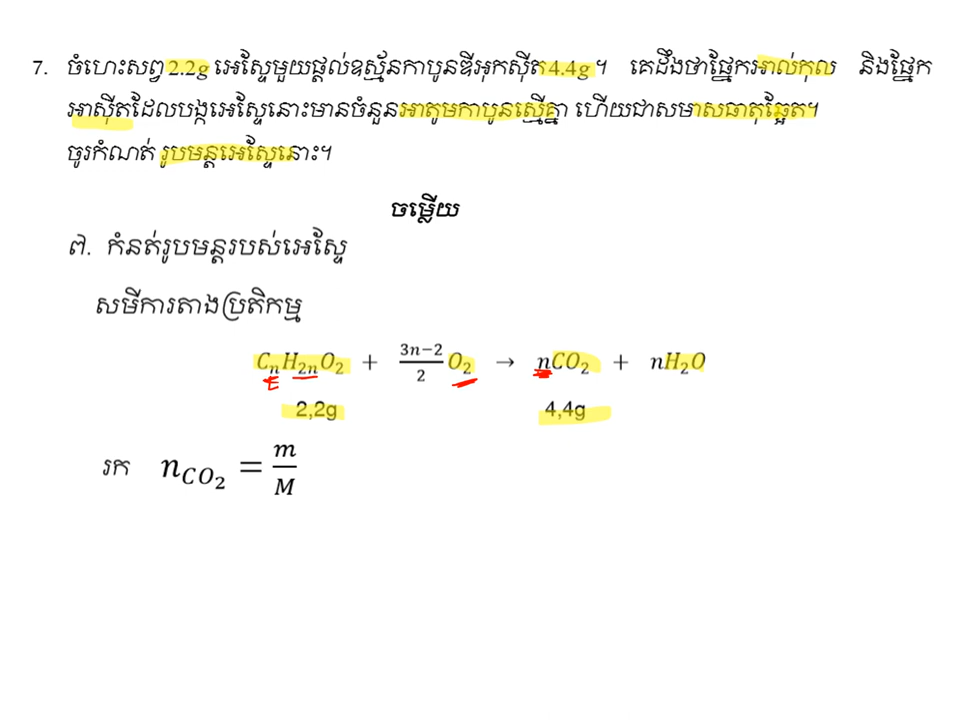 7. ចំហេះសព្វ 2.2g អេស្ទែមួយផ្ដល់ឧស្ម័នកាបូនឌីអុកស៊ីត 4.4g ។ គេដឹងថាផ្នែកអាល់កុល និងផ្នែក
អាស៊ីតដែលបង្កអេស្ទែនោះមានចំនួនអាតូមកាបូនស្មើគ្នា ហើយជាសមាសធាតុឆ្អែត។
ចូរកំណត់ រូបមន្តអេស្ទែនោះ។
ចម្លើយ
៧. កំនត់រូបមន្តរបស់អេស្ទែ
សមីការតាងប្រតិកម្ម
CₙH₂ₙO₂ + (3n−2)/2 O₂ → nCO₂ + nH₂O
2,2g 4,4g
រក n_CO₂ = m/M